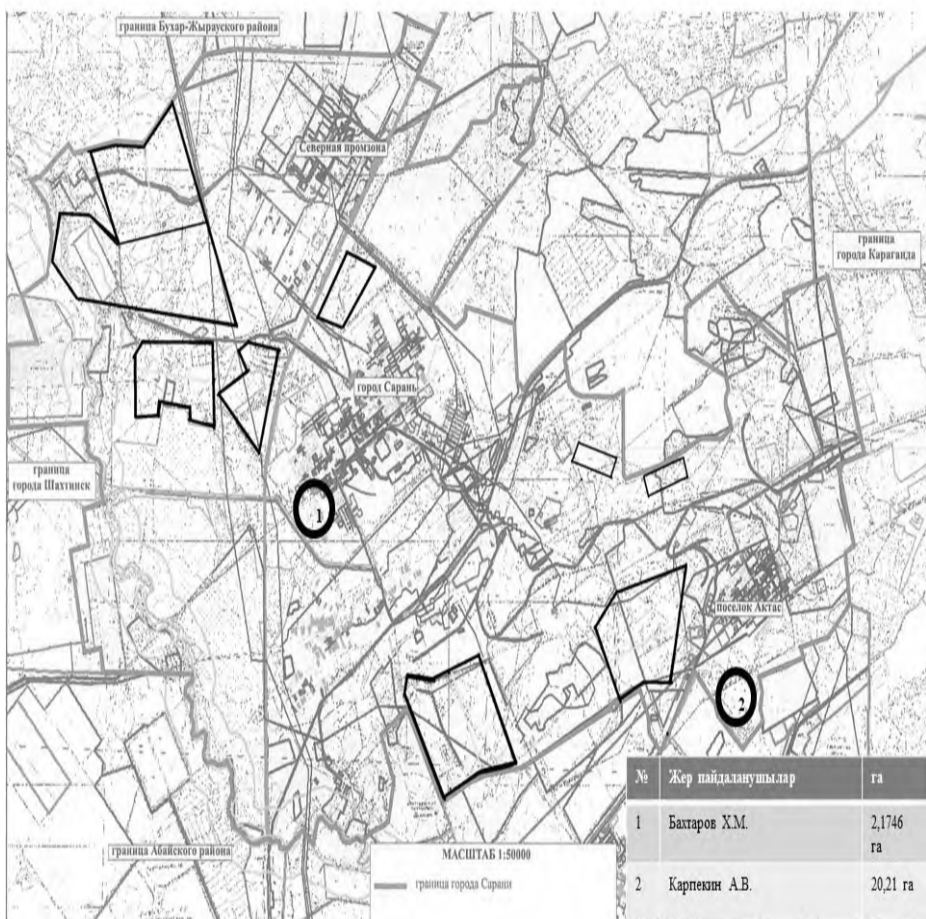 граница Бухар-Жырауского района
Северная промзона
граница
города Караганда
город Сарань
граница
города Шахтинск
1
поселок Актас
2
№ Жер пайдаланушылар га
1 Бахтаров Х.М. 2,1746
га
2 Карпекин А.В. 20,21 га
граница Абайского района
МАСШТАБ 1:50000
граница города Сарани